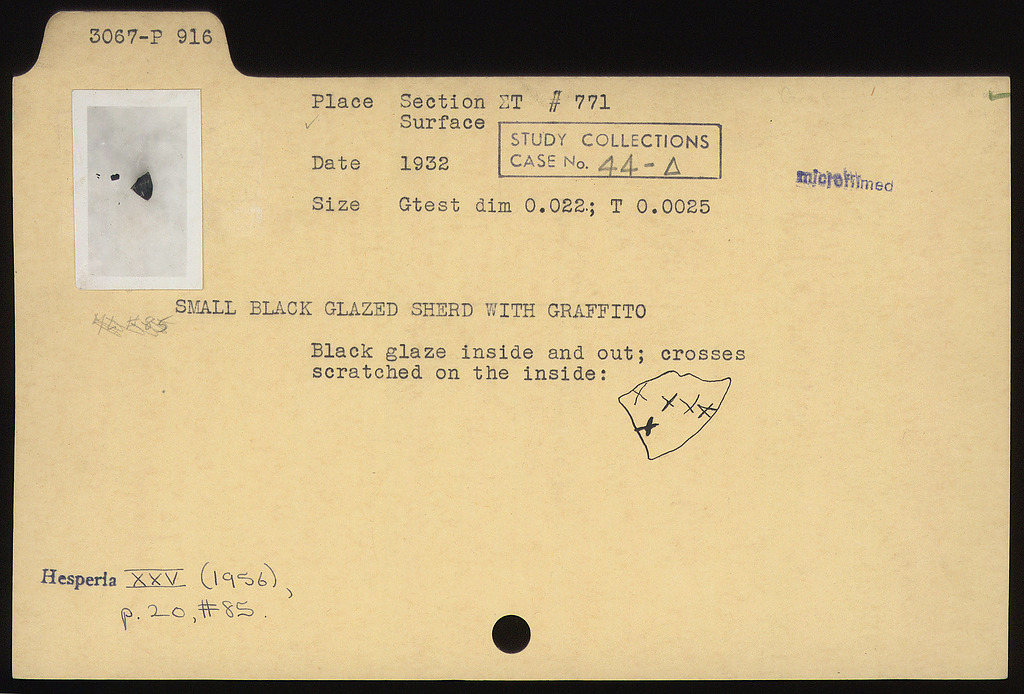 3067-P 916
Place Section ΣT # 771
Surface
STUDY COLLECTIONS
CASE No. 44-Δ
Date 1932
microfilmed
Size Gtest dim 0.022; T 0.0025
SMALL BLACK GLAZED SHERD WITH GRAFFITO
Black glaze inside and out; crosses
scratched on the inside:
Hesperia XXV (1956),
p. 20, #85.